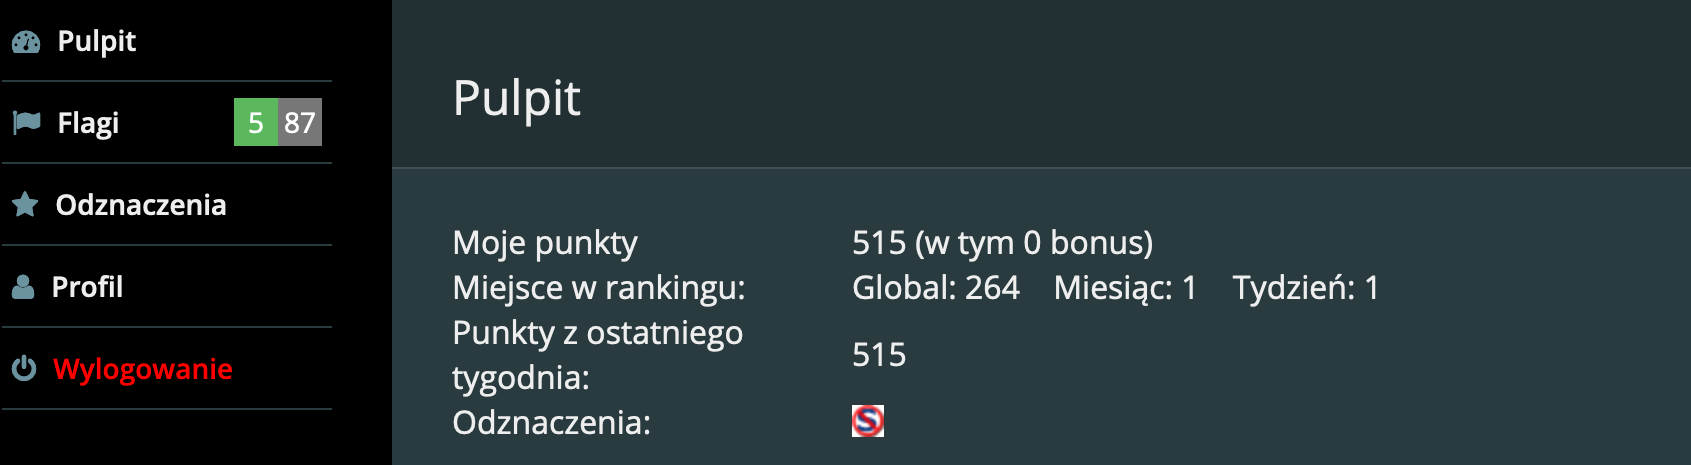 Pulpit
Flagi 5 87
Odznaczenia
Profil
Wylogowanie
Pulpit
Moje punkty 515 (w tym 0 bonus)
Miejsce w rankingu: Global: 264 Miesiąc: 1 Tydzień: 1
Punkty z ostatniego
tygodnia: 515
Odznaczenia: S